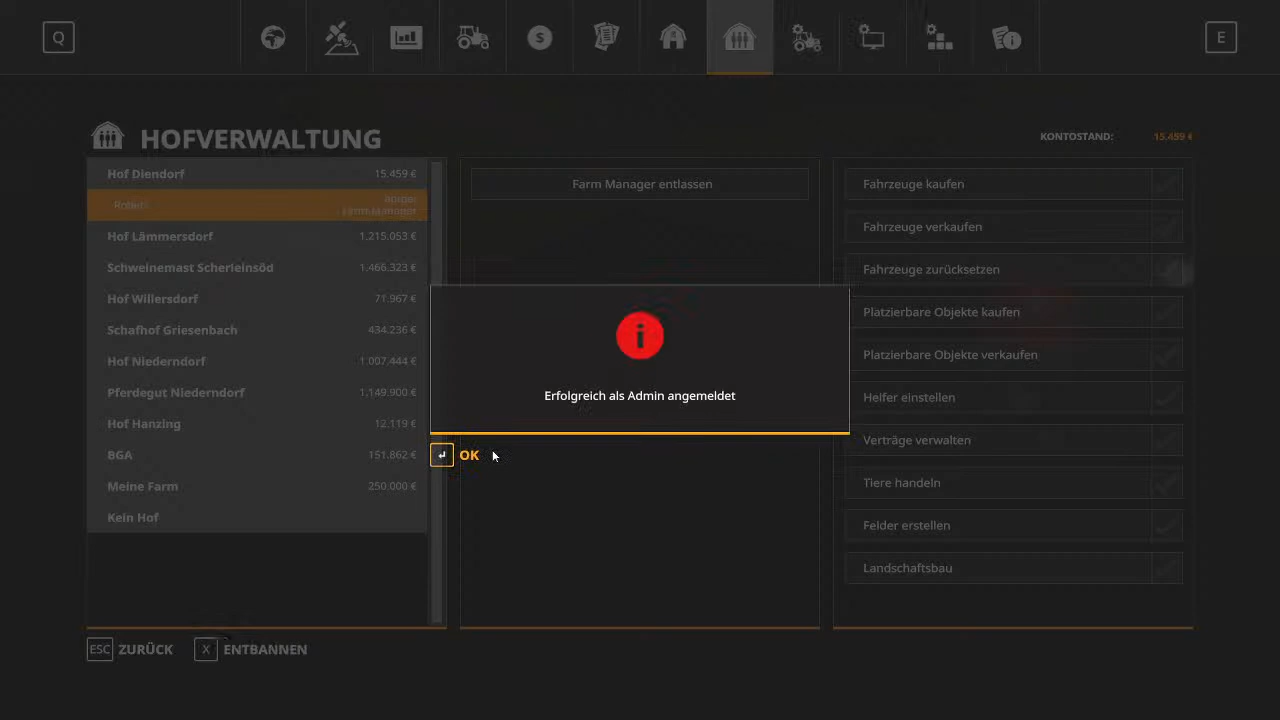 Q
E
HOFVERWALTUNG
KONTOSTAND: 15.459 €
Hof Diendorf 15.459 €
Farm Manager
Hof Lämmersdorf 1.215.053 €
Schweinemast Scherleinsöd 1.466.323 €
Hof Willersdorf 71.967 €
Schafhof Griesenbach 434.236 €
Hof Niederndorf 1.007.444 €
Pferdegut Niederndorf 1.149.900 €
Hof Hanzing 12.119 €
BGA 151.862 €
Meine Farm 250.000 €
Kein Hof
Farm Manager entlassen
Fahrzeuge kaufen
Fahrzeuge verkaufen
Fahrzeuge zurücksetzen
Platzierbare Objekte kaufen
Platzierbare Objekte verkaufen
Helfer einstellen
Verträge verwalten
Tiere handeln
Felder erstellen
Landschaftsbau
Erfolgreich als Admin angemeldet
OK
ESC ZURÜCK X ENTBANNEN